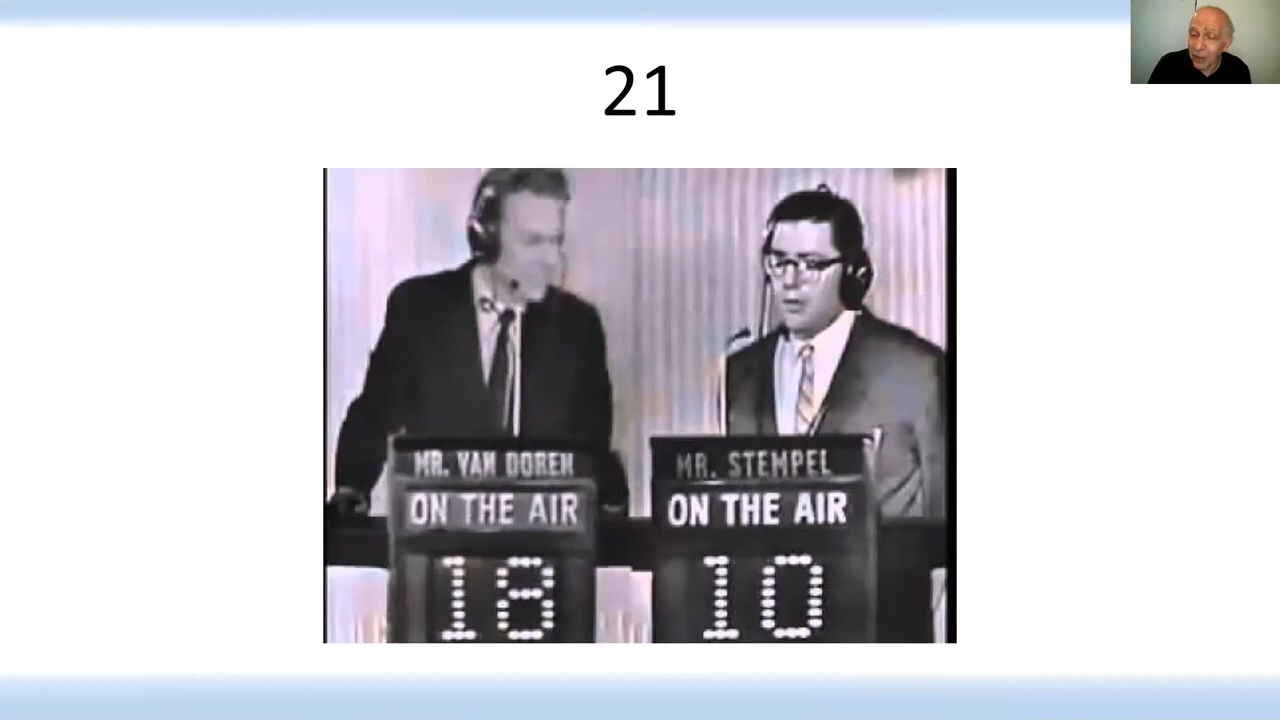 21
MR. VAN DOREN
ON THE AIR
18
MR. STEMPEL
ON THE AIR
10